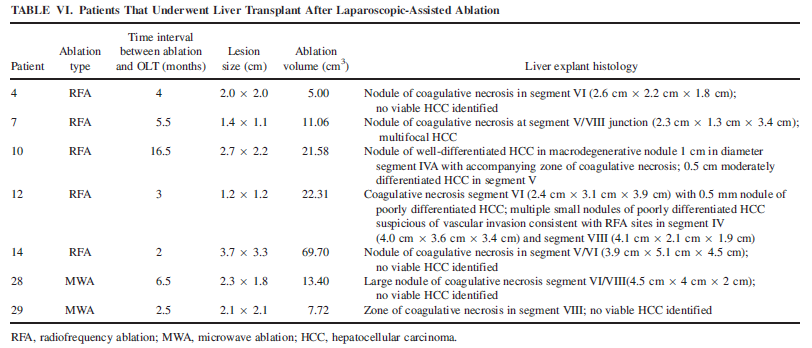 TABLE VI. Patients That Underwent Liver Transplant After Laparoscopic-Assisted Ablation
Patient Ablation type Time interval between ablation and OLT (months) Lesion size (cm) Ablation volume (cm³) Liver explant histology
4 RFA 4 2.0 × 2.0 5.00 Nodule of coagulative necrosis in segment VI (2.6 cm × 2.2 cm × 1.8 cm);
no viable HCC identified
7 RFA 5.5 1.4 × 1.1 11.06 Nodule of coagulative necrosis at segment V/VIII junction (2.3 cm × 1.3 cm × 3.4 cm);
multifocal HCC
10 RFA 16.5 2.7 × 2.2 21.58 Nodule of well-differentiated HCC in macrodegenerative nodule 1 cm in diameter
segment IVA with accompanying zone of coagulative necrosis; 0.5 cm moderately
differentiated HCC in segment V
12 RFA 3 1.2 × 1.2 22.31 Coagulative necrosis segment VI (2.4 cm × 3.1 cm × 3.9 cm) with 0.5 mm nodule of
poorly differentiated HCC; multiple small nodules of poorly differentiated HCC
suspicious of vascular invasion consistent with RFA sites in segment IV
(4.0 cm × 3.6 cm × 3.4 cm) and segment VIII (4.1 cm × 2.1 cm × 1.9 cm)
14 RFA 2 3.7 × 3.3 69.70 Nodule of coagulative necrosis in segment V/VI (3.9 cm × 5.1 cm × 4.5 cm);
no viable HCC identified
28 MWA 6.5 2.3 × 1.8 13.40 Large nodule of coagulative necrosis segment VI/VIII(4.5 cm × 4 cm × 2 cm);
no viable HCC identified
29 MWA 2.5 2.1 × 2.1 7.72 Zone of coagulative necrosis in segment VIII; no viable HCC identified
RFA, radiofrequency ablation; MWA, microwave ablation; HCC, hepatocellular carcinoma.